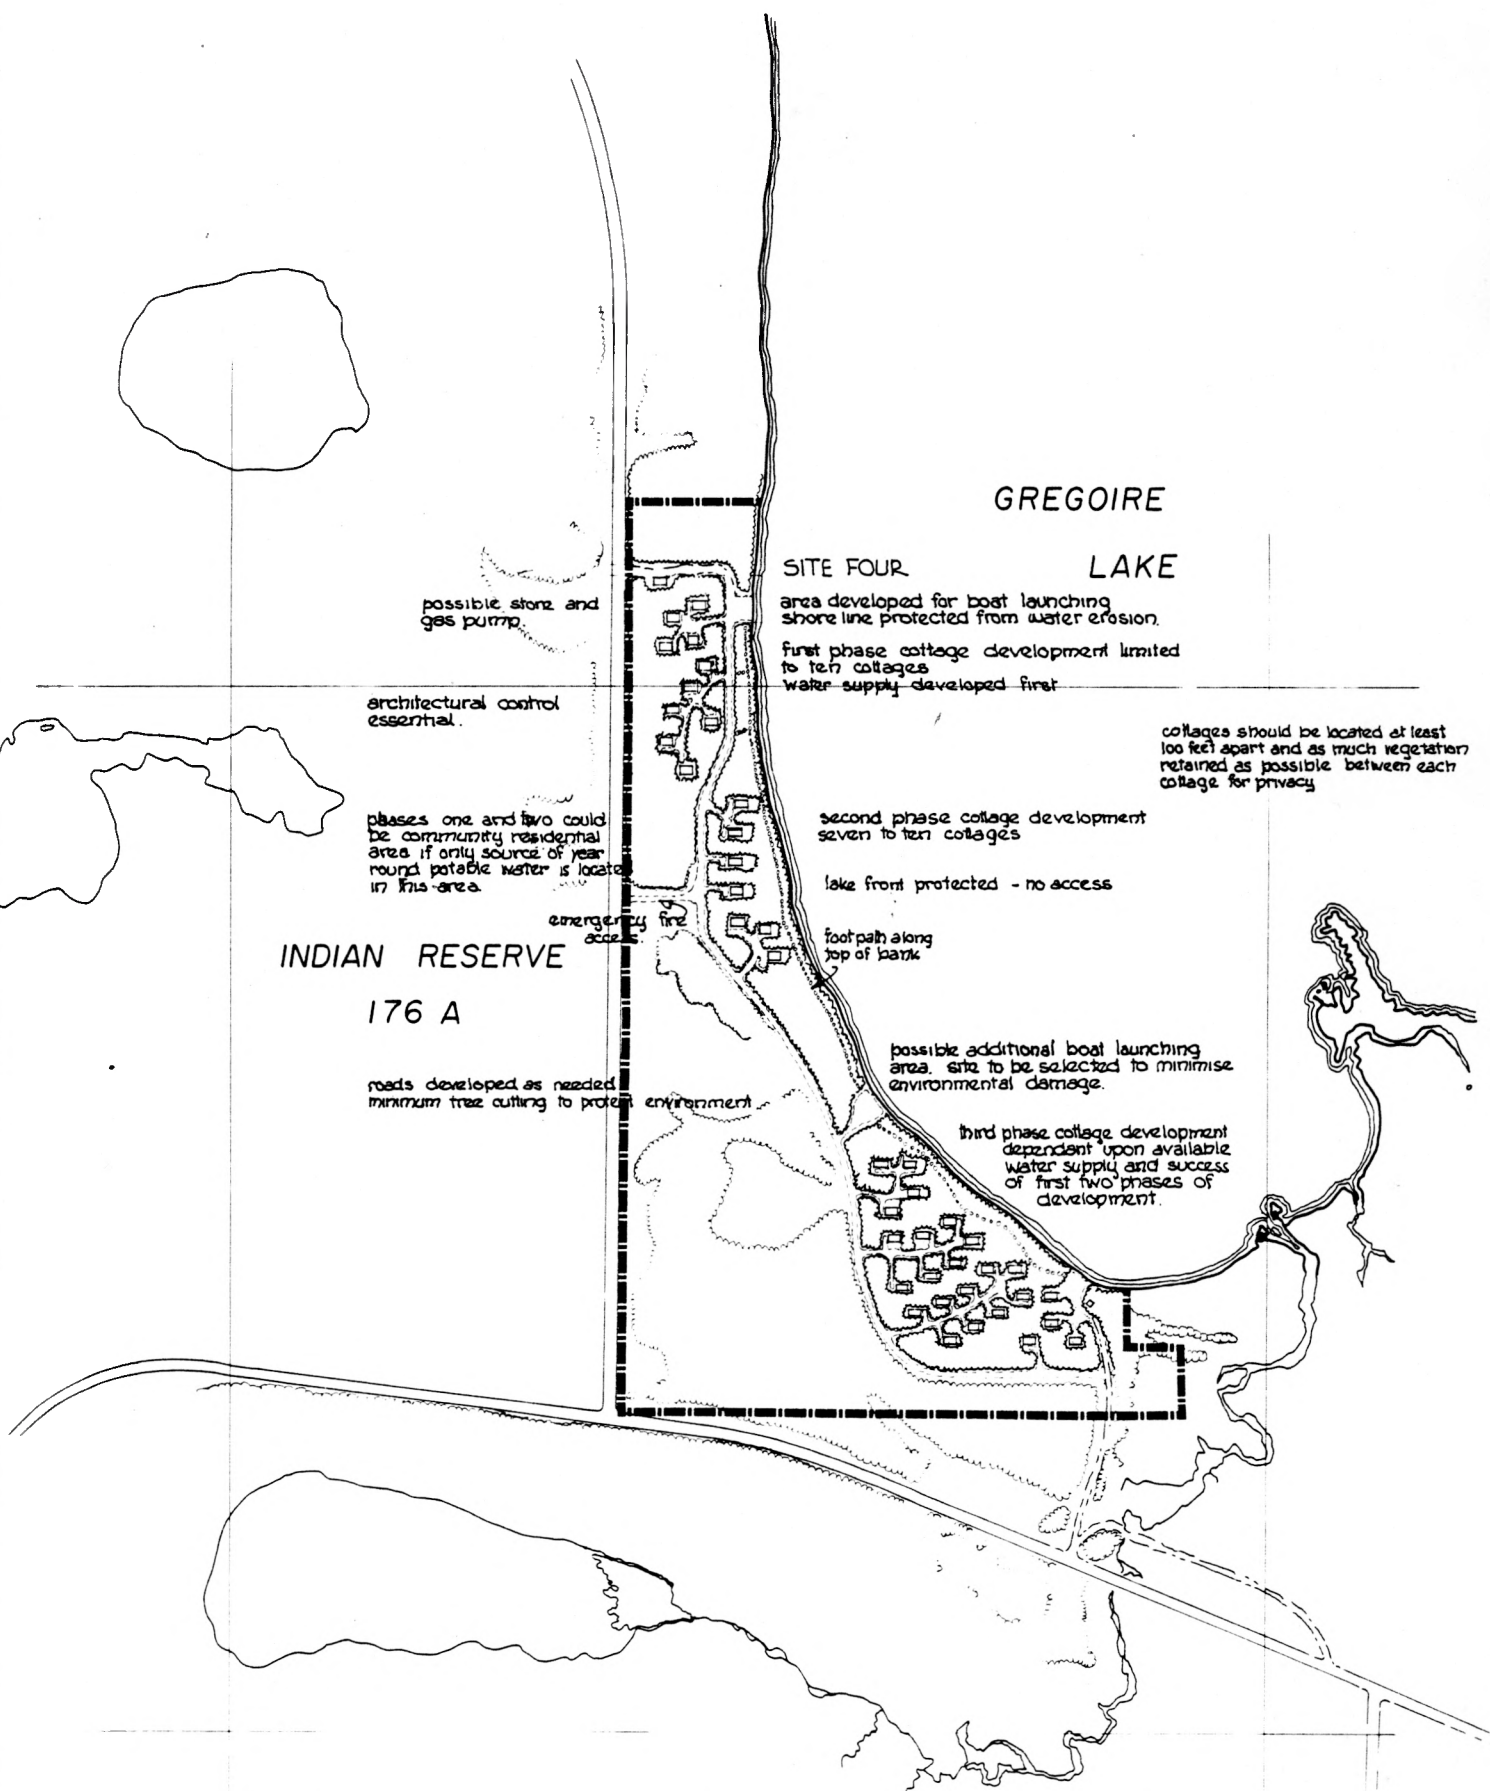 GREGOIRE
LAKE
SITE FOUR
area developed for boat launching
shore line protected from water erosion.
first phase cottage development limited
to ten cottages
water supply developed first
possible store and
gas pump.
architectural control
essential.
cottages should be located at least
100 feet apart and as much vegetation
retained as possible between each
cottage for privacy
phases one and two could
be community residential
area if only source of year
round potable water is located
in this area
second phase cottage development
seven to ten cottages
lake front protected - no access
emergency fire
access.
foot path along
top of bank
INDIAN RESERVE
176 A
possible additional boat launching
area. site to be selected to minimise
environmental damage.
roads developed as needed
minimum tree cutting to protect environment
third phase cottage development
dependant upon available
water supply and success
of first two phases of
development.